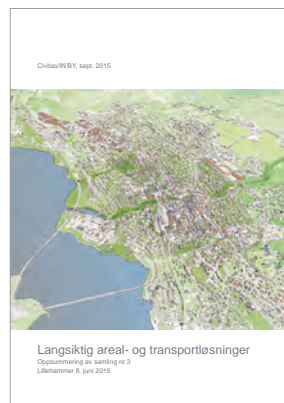 Civitas/IN'BY, sept. 2015
Langsiktig areal- og transportløsninger
Oppsummering av samling nr 3
Lillehammer 8. juni 2015